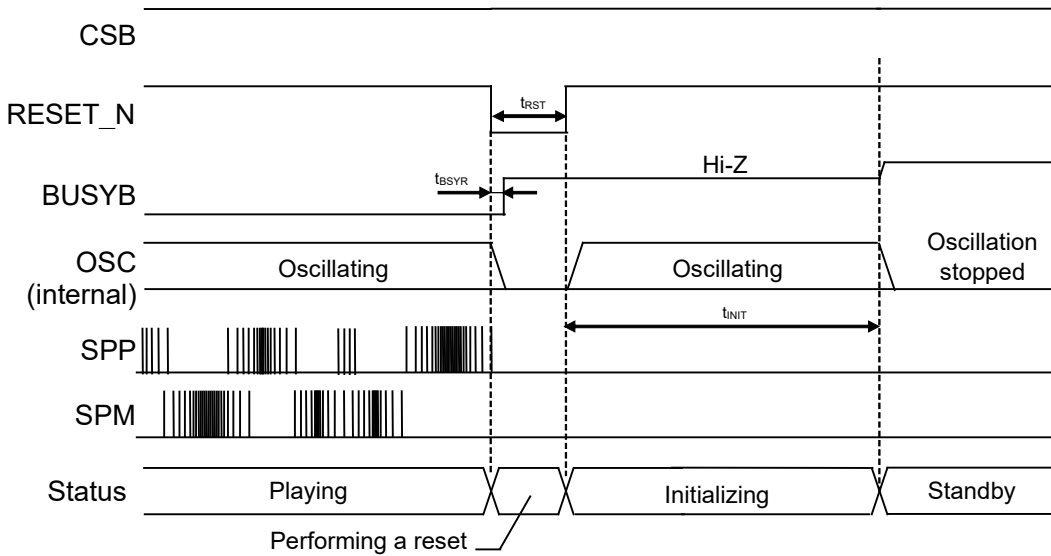 CSB
RESET_N
tRST
BUSYB
tBSYR
Hi-Z
OSC
(internal)
Oscillating
Oscillating
Oscillation
stopped
tINIT
SPP
SPM
Status
Playing
Initializing
Standby
Performing a reset